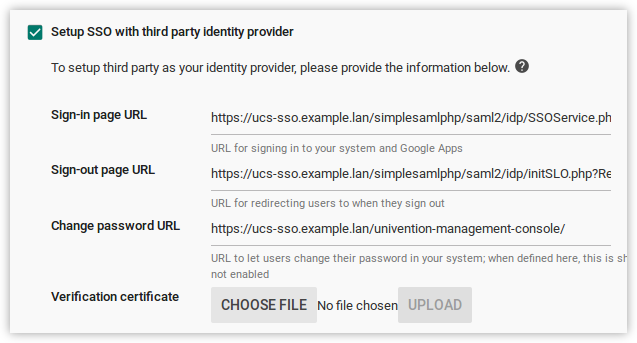 Setup SSO with third party identity provider
To setup third party as your identity provider, please provide the information below. ?
Sign-in page URL
https://ucs-sso.example.lan/simplesamlphp/saml2/idp/SSOService.ph
URL for signing in to your system and Google Apps
Sign-out page URL
https://ucs-sso.example.lan/simplesamlphp/saml2/idp/initSLO.php?Re
URL for redirecting users to when they sign out
Change password URL
https://ucs-sso.example.lan/univention-management-console/
URL to let users change their password in your system; when defined here, this is sh
not enabled
Verification certificate
CHOOSE FILE No file chosen UPLOAD